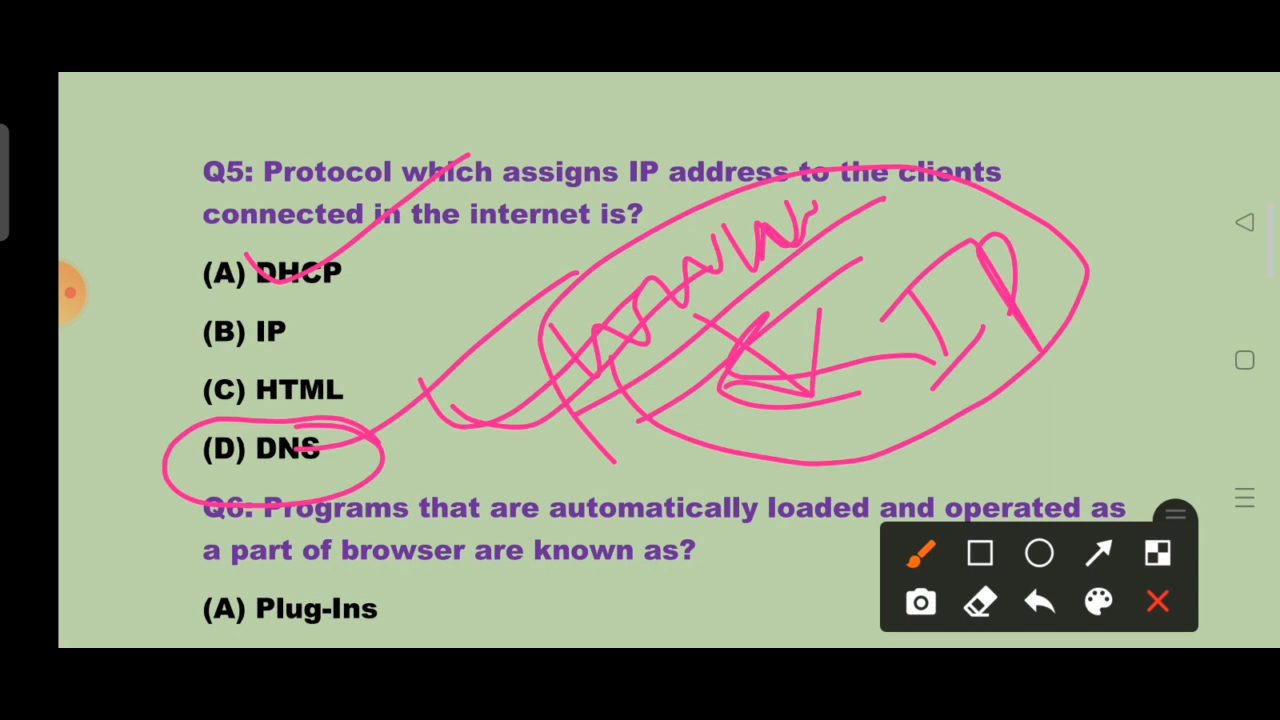 Q5: Protocol which assigns IP address to the clients
connected in the internet is?
(A) DHCP
(B) IP
(C) HTML
(D) DNS
IP
Q6: Programs that are automatically loaded and operated as
a part of browser are known as?
(A) Plug-Ins